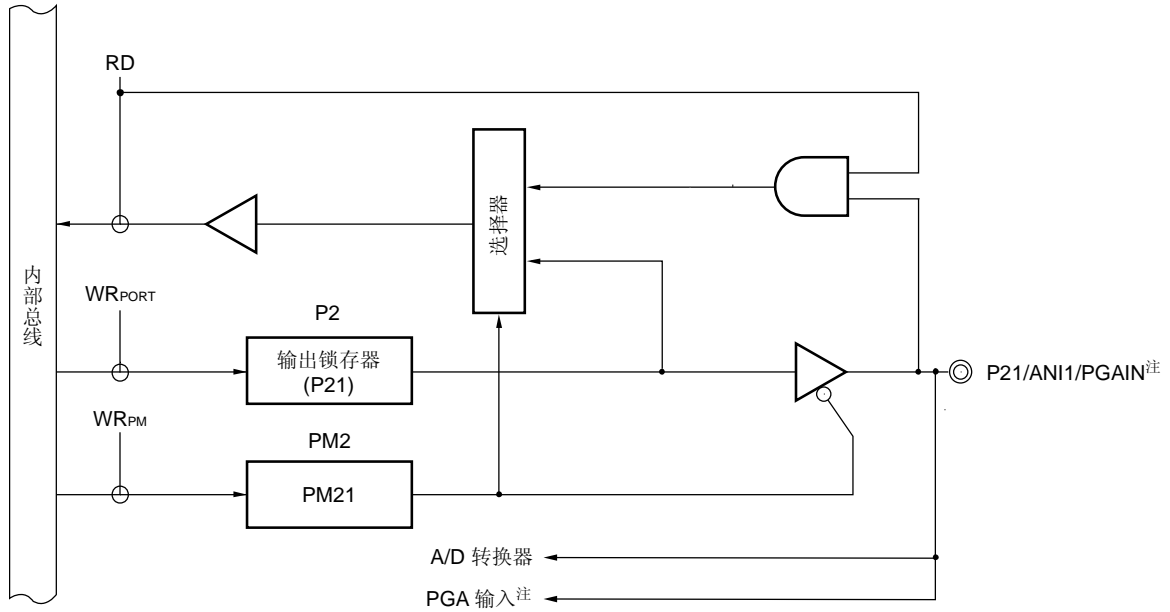 RD
内部总线
选择器
WRPORT
P2
输出锁存器
(P21)
P21/ANI1/PGAIN注
WRPM
PM2
PM21
A/D 转换器
PGA 输入注